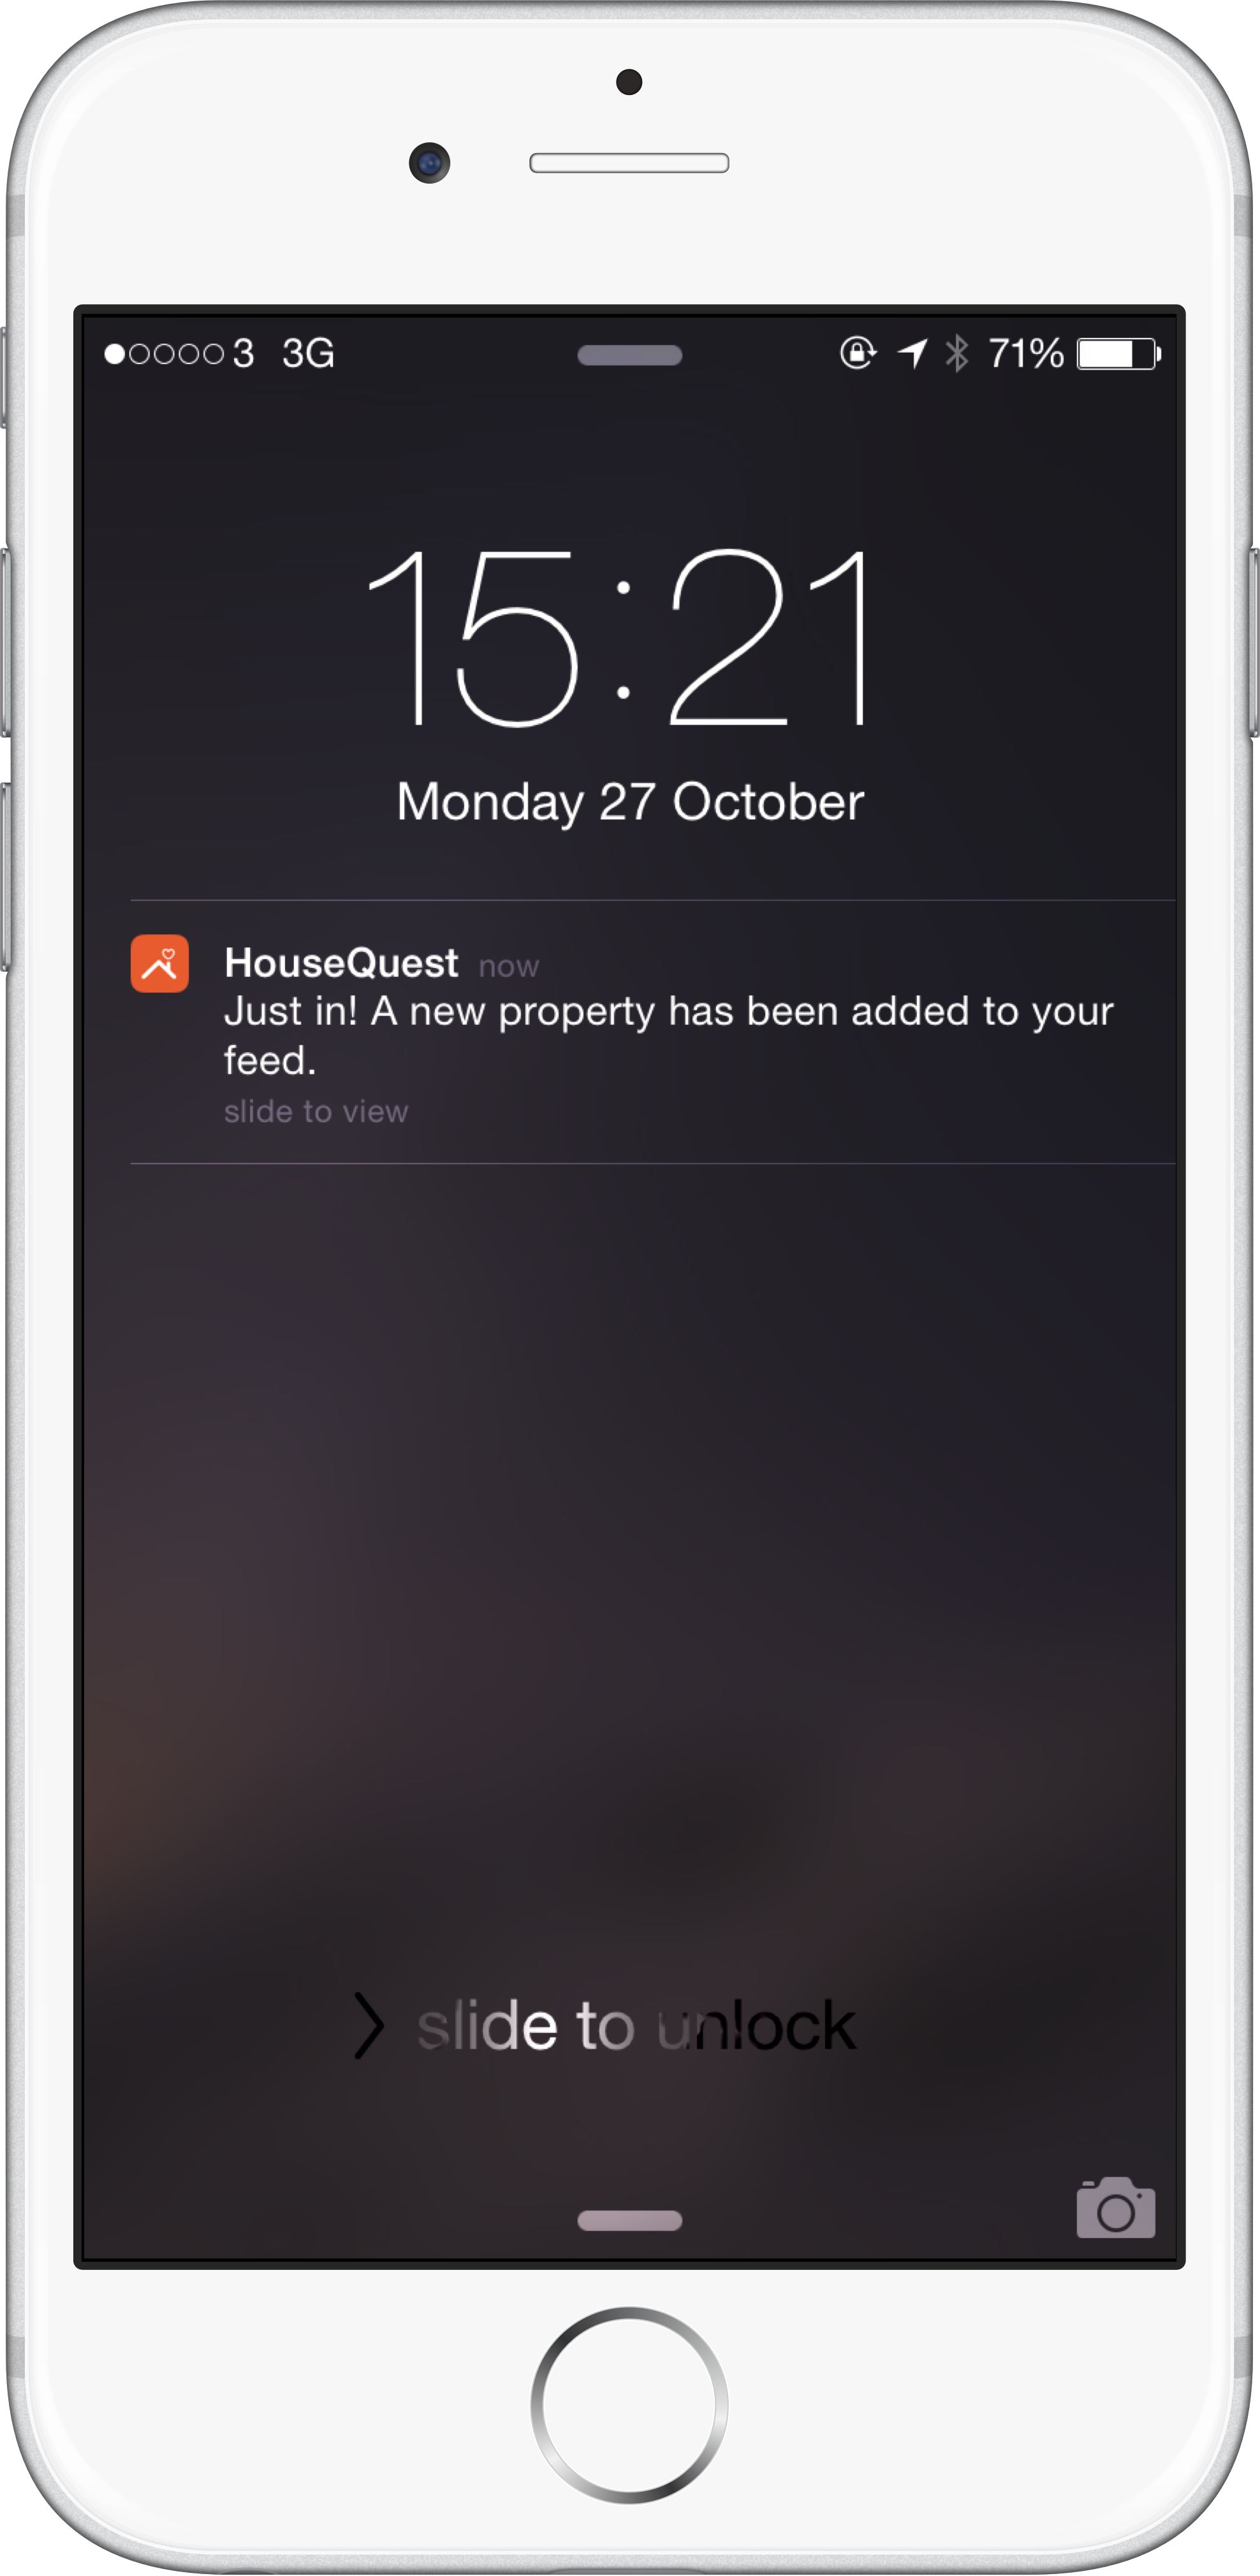 3 3G 71%
15:21
Monday 27 October
HouseQuest now
Just in! A new property has been added to your
feed.
slide to view
slide to unlock